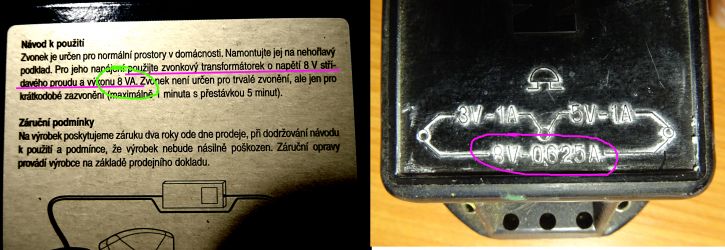 Návod k použití
Zvonek je určen pro normální prostory v domácnosti. Namontujte jej na nehořlavý
podklad. Pro jeho napájení použijte zvonkový transformátorek o napětí 8 V stří-
davého proudu a výkonu 8 VA. Zvonek není určen pro trvalé zvonění, ale jen pro
krátkodobé zazvonění (maximálně 1 minuta s přestávkou 5 minut).
Záruční podmínky
Na výrobek poskytujeme záruku dva roky ode dne prodeje, při dodržování návodu
k použití a podmínce, že výrobek nebude násilně poškozen. Záruční opravy
provádí výrobce na základě prodejního dokladu.
3V-1A 5V-1A
8V-0625A